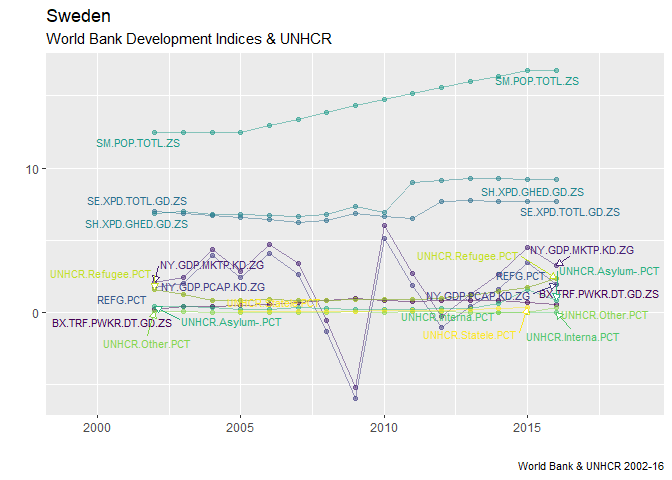 Sweden
World Bank Development Indices & UNHCR
SM.POP.TOTL.ZS
SM.POP.TOTL.ZS
10
SE.XPD.TOTL.GD.ZS
SH.XPD.GHED.GD.ZS
SH.XPD.GHED.GD.ZS
SE.XPD.TOTL.GD.ZS
NY.GDP.MKTP.KD.ZG
UNHCR.Refugee.PCT
NY.GDP.MKTP.KD.ZG
UNHCR.Refugee.PCT
UNHCR.Asylum-.PCT
REFG.PCT
NY.GDP.PCAP.KD.ZG
REFG.PCT
NY.GDP.PCAP.KD.ZG
BX.TRF.PWKR.DT.GD.ZS
0
BX.TRF.PWKR.DT.GD.ZS
UNHCR.Asylum-.PCT
UNHCR.Interna.PCT
UNHCR.Other.PCT
UNHCR.Statele.PCT
UNHCR.Interna.PCT
UNHCR.Other.PCT
2000
2005
2010
2015
World Bank & UNHCR 2002-16